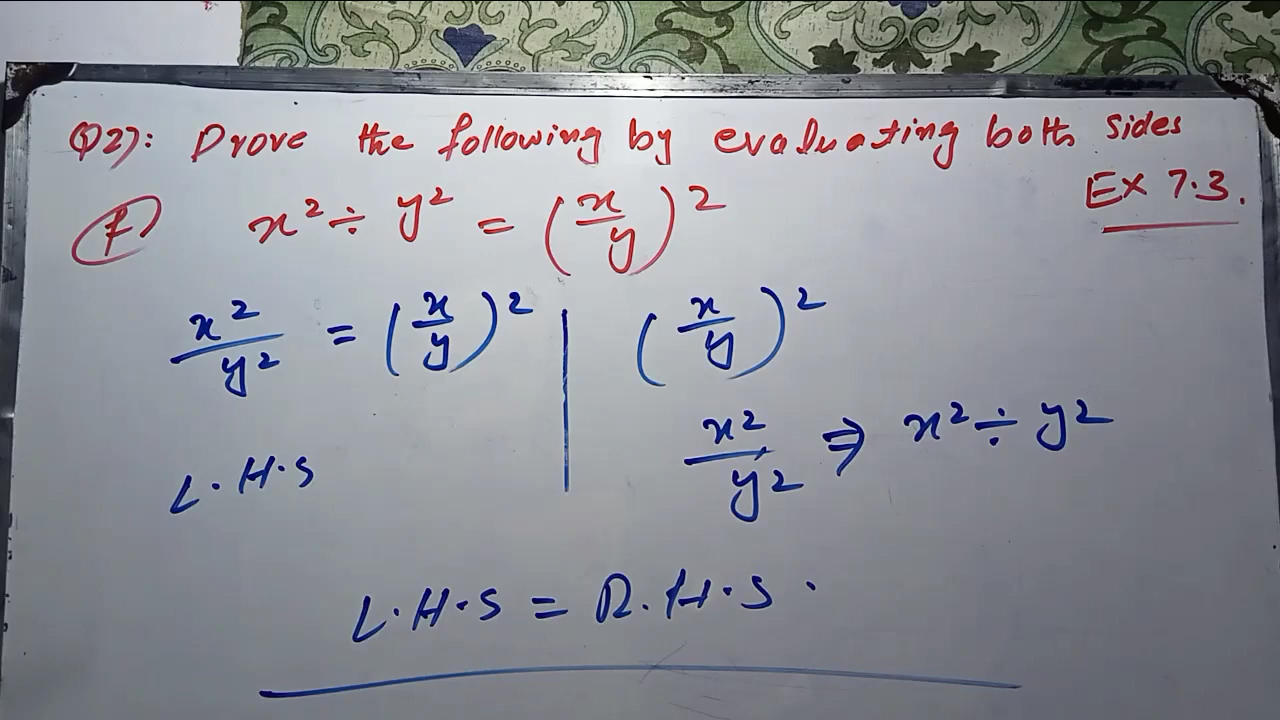 Q2): Prove the following by evaluating both sides
EX 7.3.
(f) x² ÷ y² = (x/y)²
x²/y² = (x/y)²
L.H.S
(x/y)²
x²/y² ⇒ x² ÷ y²
L.H.S = R.H.S.